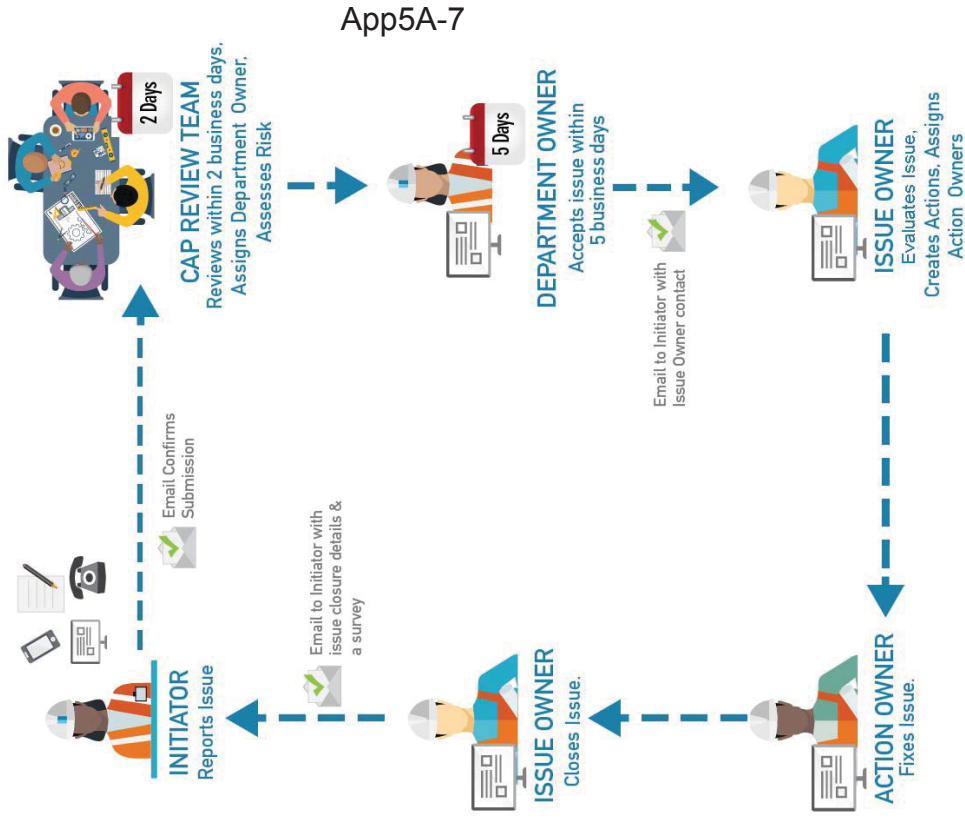 App5A-7
INITIATOR
Reports Issue
Email Confirms
Submission
2 Days
CAP REVIEW TEAM
Reviews within 2 business days,
Assigns Department Owner,
Assesses Risk
5 Days
DEPARTMENT OWNER
Accepts issue within
5 business days
Email to Initiator with
Issue Owner contact
ISSUE OWNER
Evaluates Issue,
Creates Actions, Assigns
Action Owners
ACTION OWNER
Fixes Issue.
ISSUE OWNER
Closes Issue.
Email to Initiator with
issue closure details &
a survey